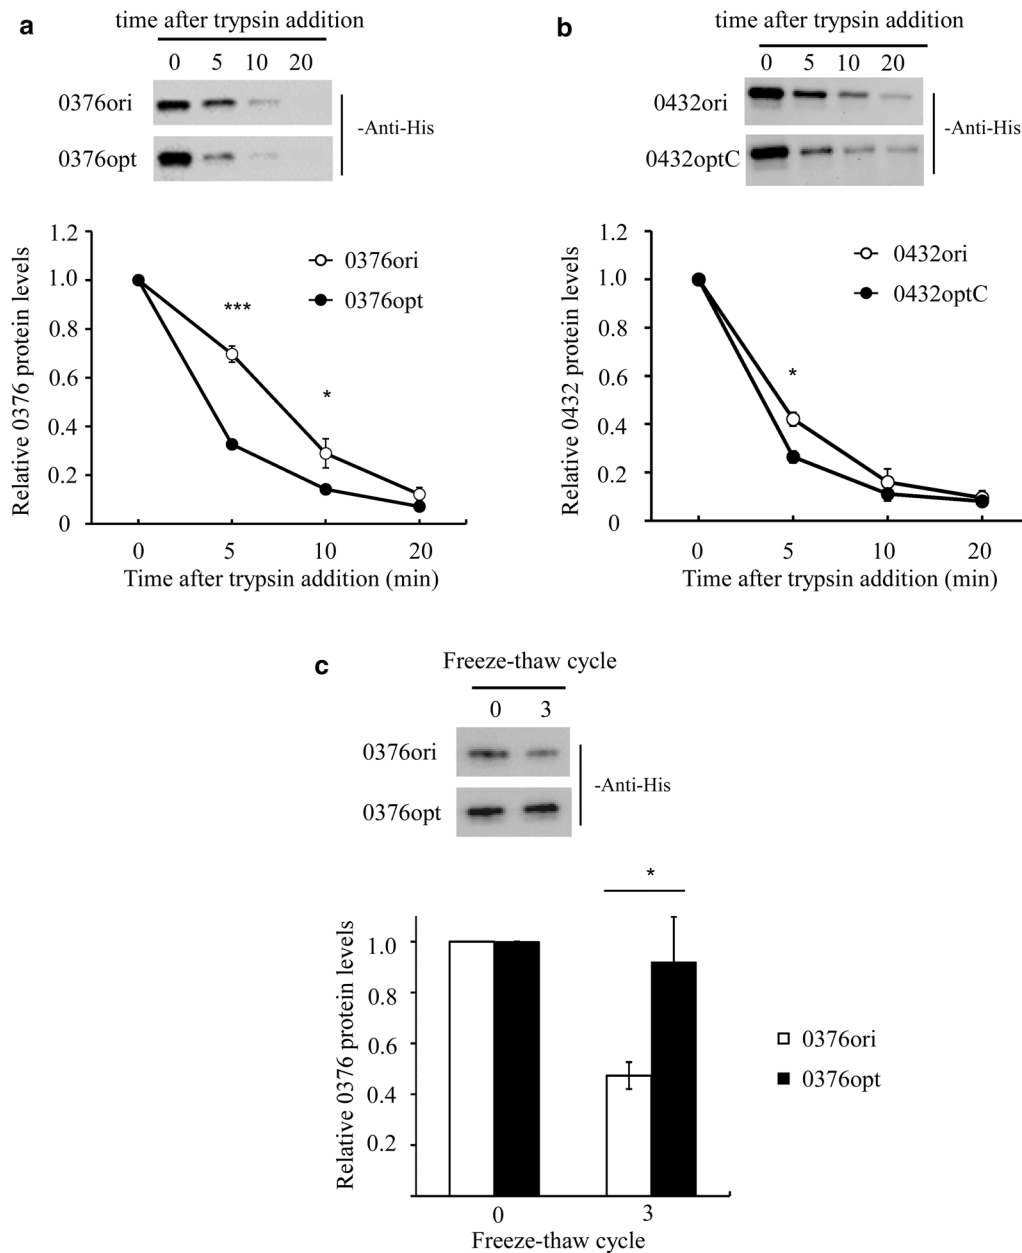 a
time after trypsin addition
0 5 10 20
0376ori
0376opt
-Anti-His
1.2
1.0
0.8
0.6
0.4
0.2
0
Relative 0376 protein levels
0376ori
0376opt
***
*
0 5 10 20
Time after trypsin addition (min)
b
time after trypsin addition
0 5 10 20
0432ori
0432optC
-Anti-His
1.2
1.0
0.8
0.6
0.4
0.2
0
Relative 0432 protein levels
0432ori
0432optC
*
0 5 10 20
Time after trypsin addition (min)
c
Freeze-thaw cycle
0 3
0376ori
0376opt
-Anti-His
*
1.0
0.8
0.6
0.4
0.2
Relative 0376 protein levels
0376ori
0376opt
0 3
Freeze-thaw cycle